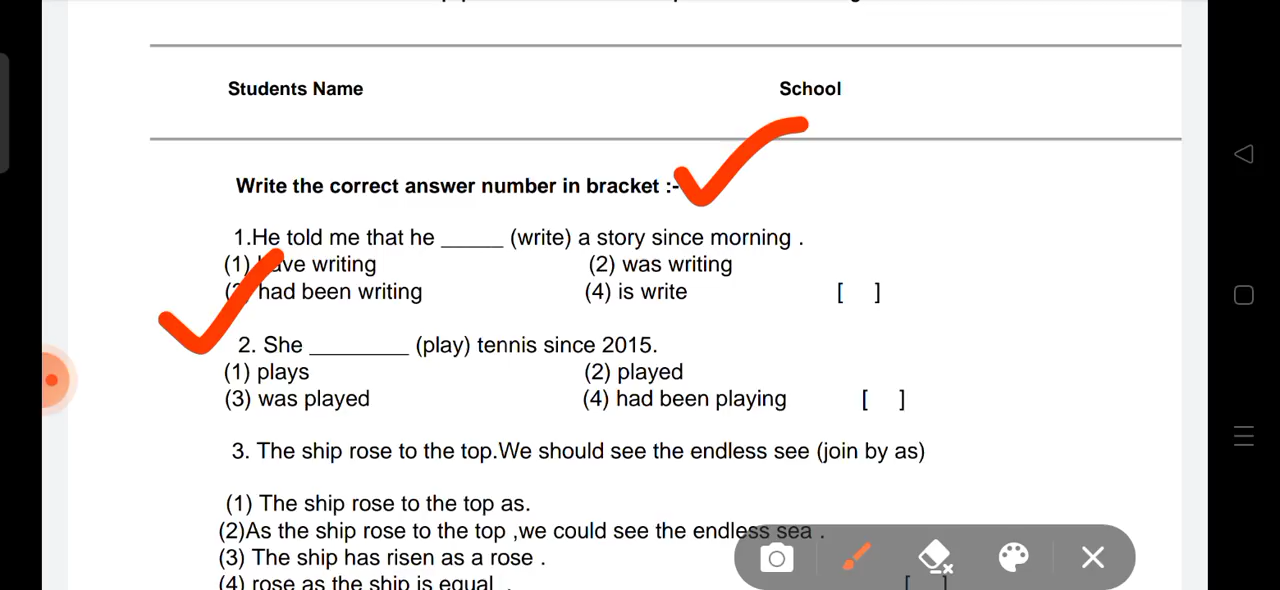 Students Name School
Write the correct answer number in bracket :-
1.He told me that he _____ (write) a story since morning .
(1) have writing (2) was writing
(3) had been writing (4) is write [ ]
2. She ________ (play) tennis since 2015.
(1) plays (2) played
(3) was played (4) had been playing [ ]
3. The ship rose to the top.We should see the endless see (join by as)
(1) The ship rose to the top as.
(2)As the ship rose to the top ,we could see the endless sea .
(3) The ship has risen as a rose .
(4) rose as the ship is equal . [ ]